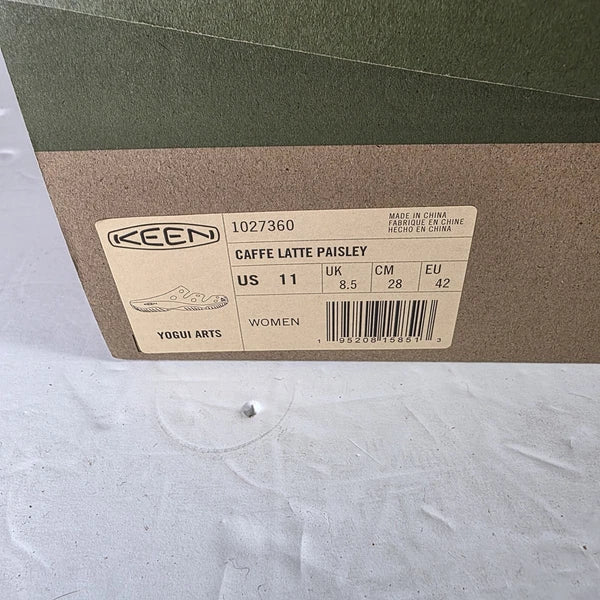 KEEN
1027360
MADE IN CHINA
FABRIQUE EN CHINE
HECHO EN CHINA
CAFFE LATTE PAISLEY
US 11
UK 8.5
CM 28
EU 42
KEEN
YOGUI ARTS
WOMEN
1 95208 15851 3